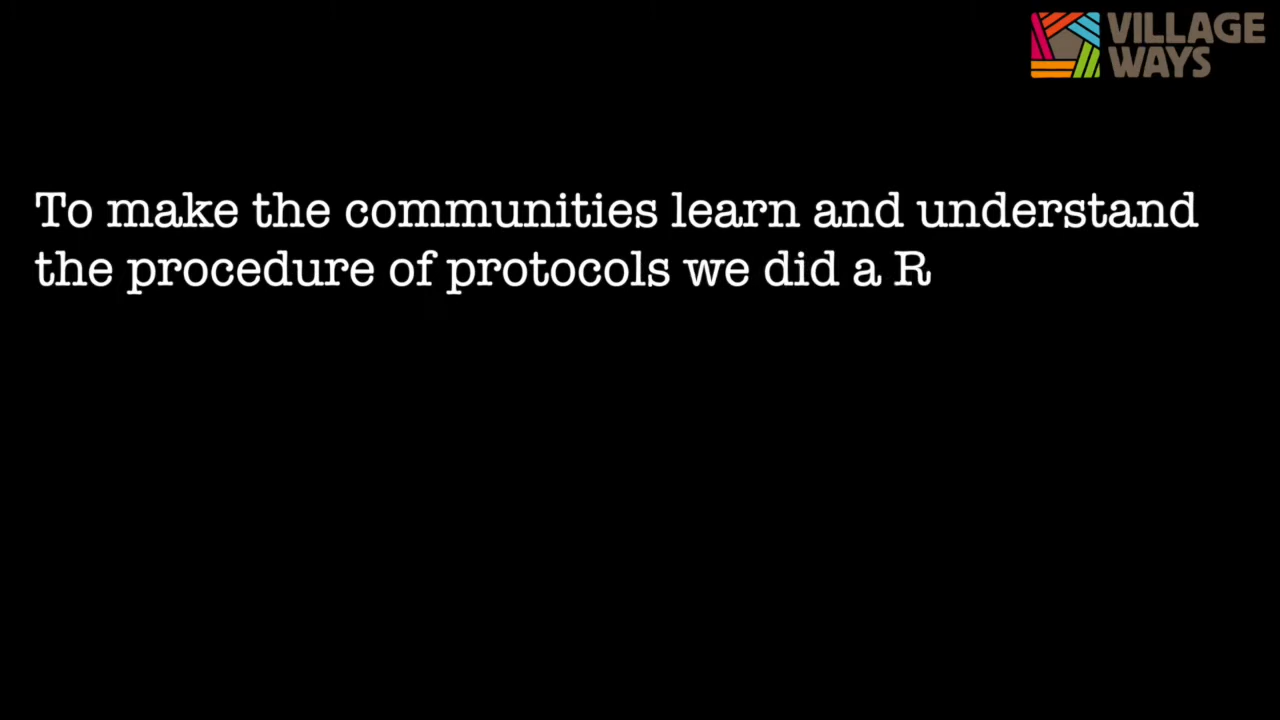 VILLAGE
WAYS
To make the communities learn and understand
the procedure of protocols we did a R